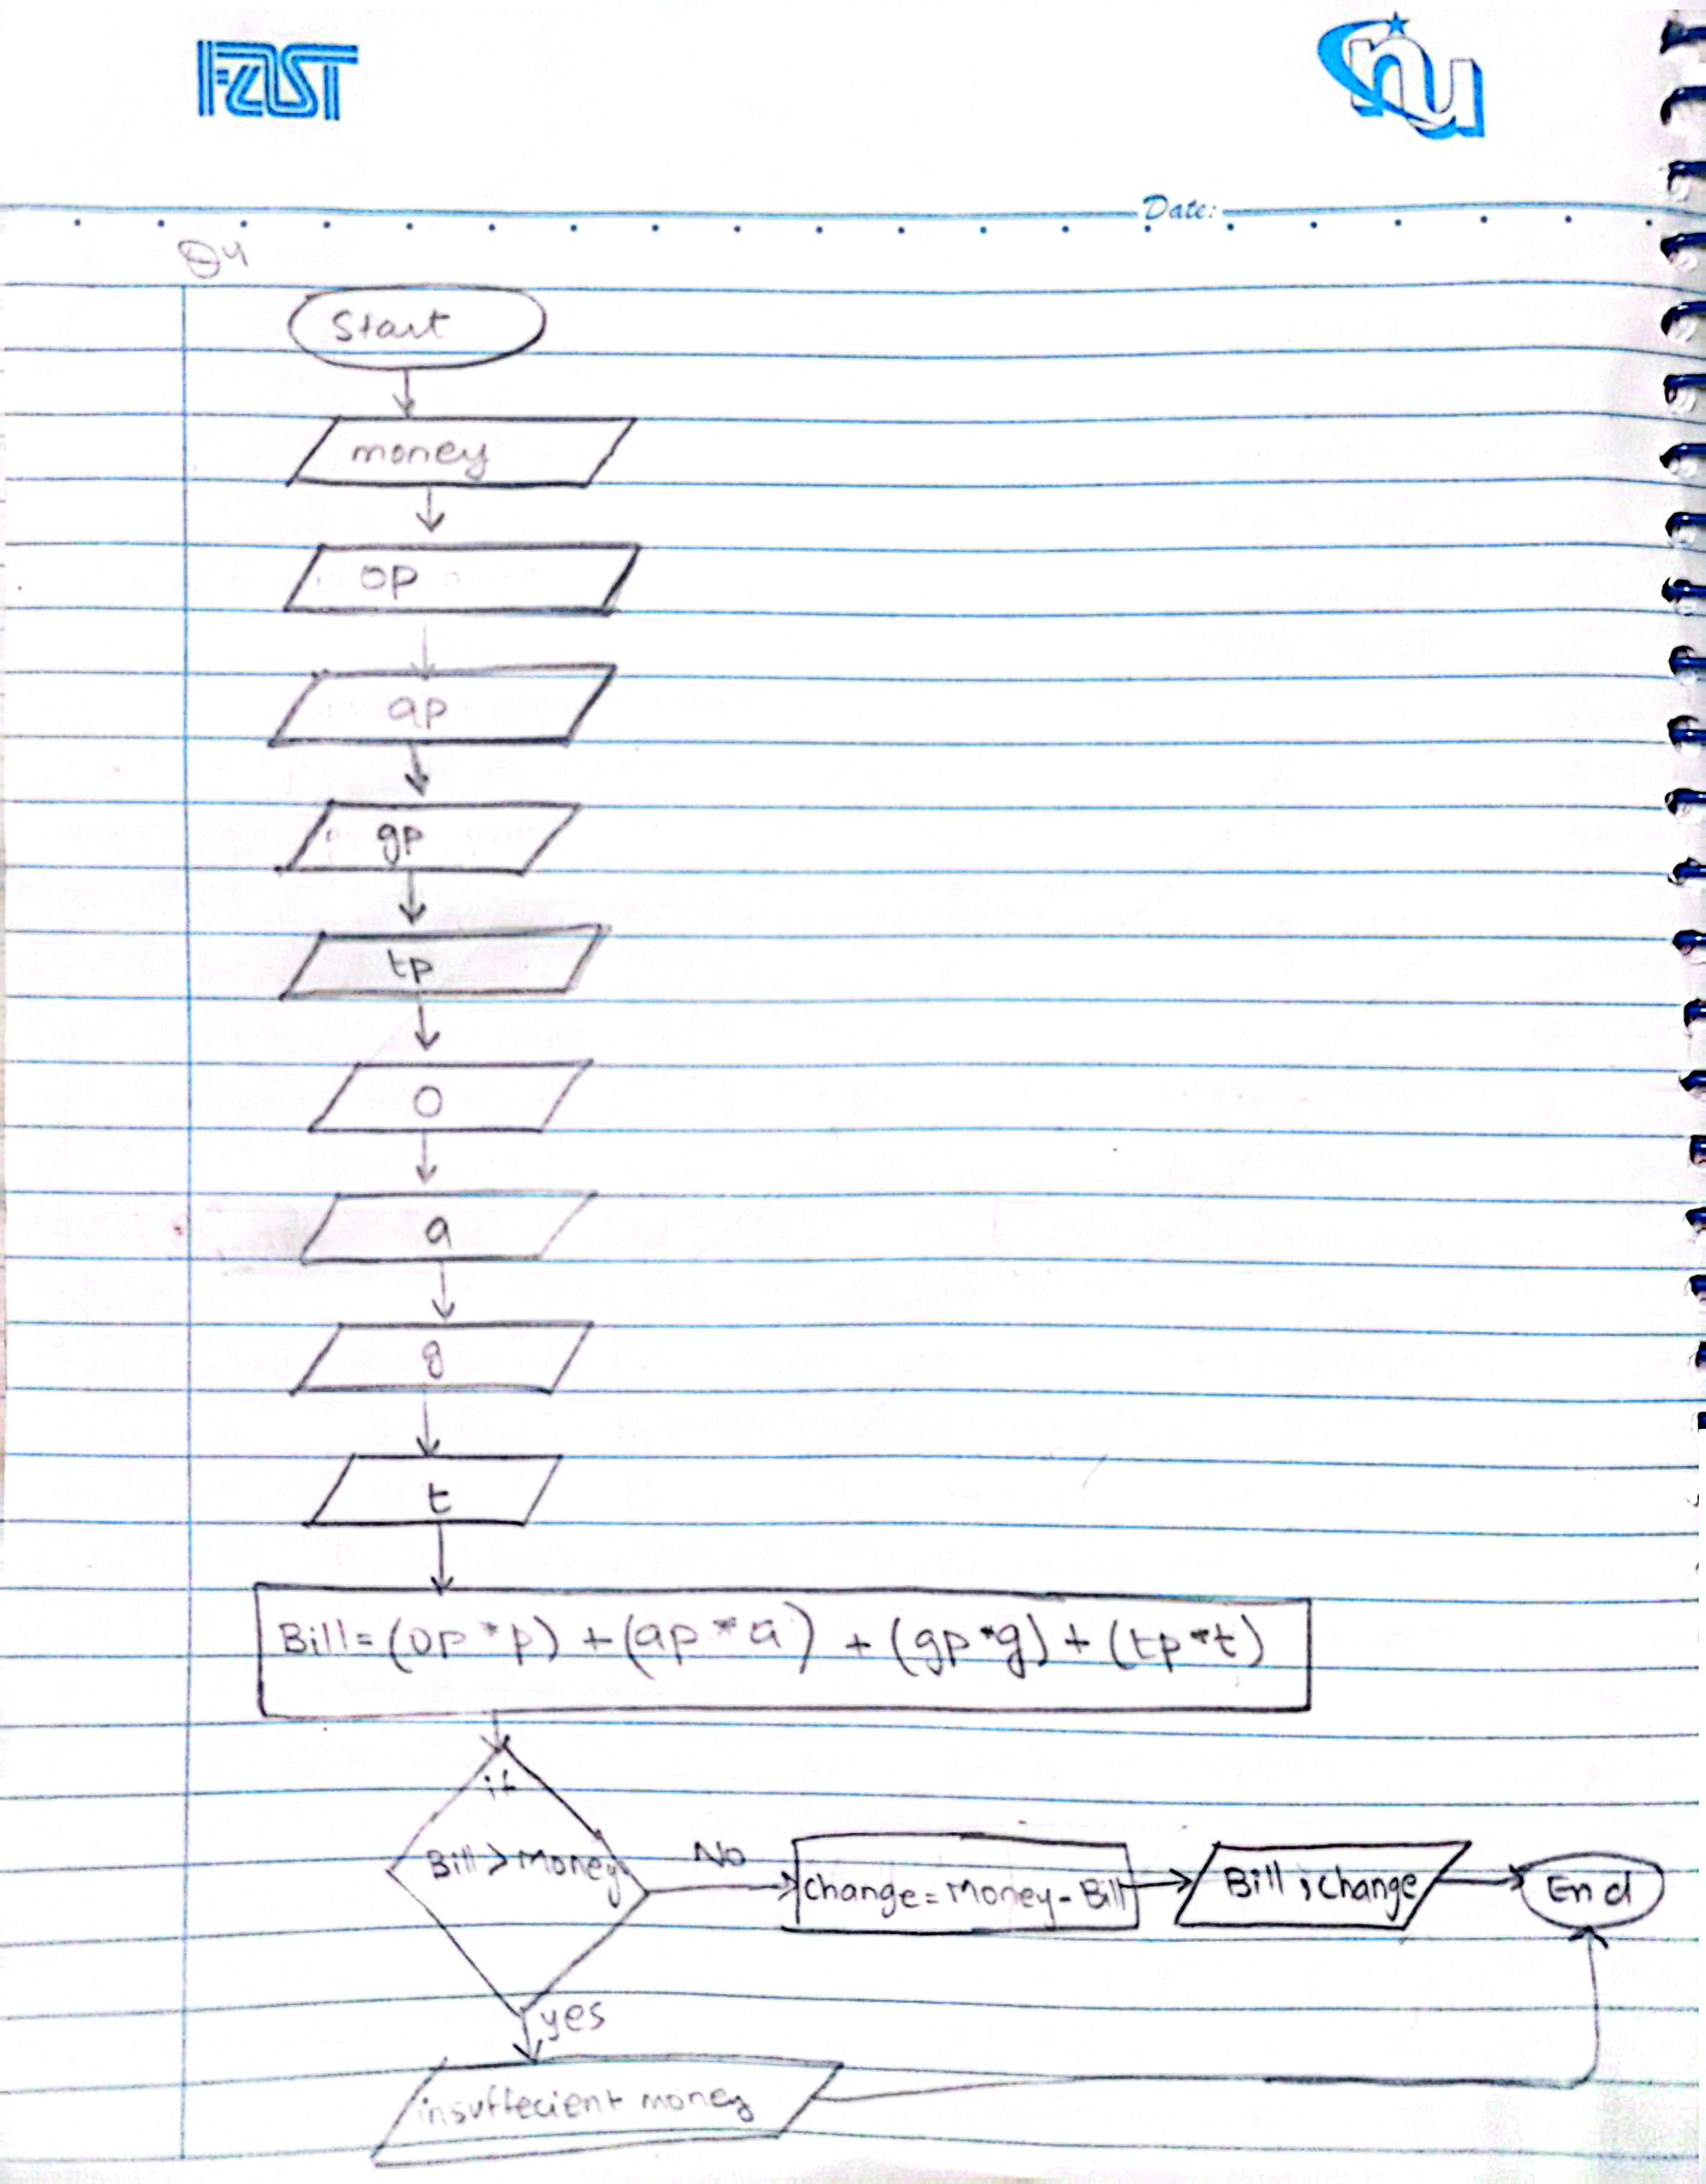 FAST
nu
Date:
Q4
Start
money
op
ap
gp
tp
o
a
g
t
Bill = (op * p) + (ap * a) + (gp * g) + (tp * t)
if
Bill > Money
No
Change = Money - Bill
Bill, Change
End
yes
insuffecient money